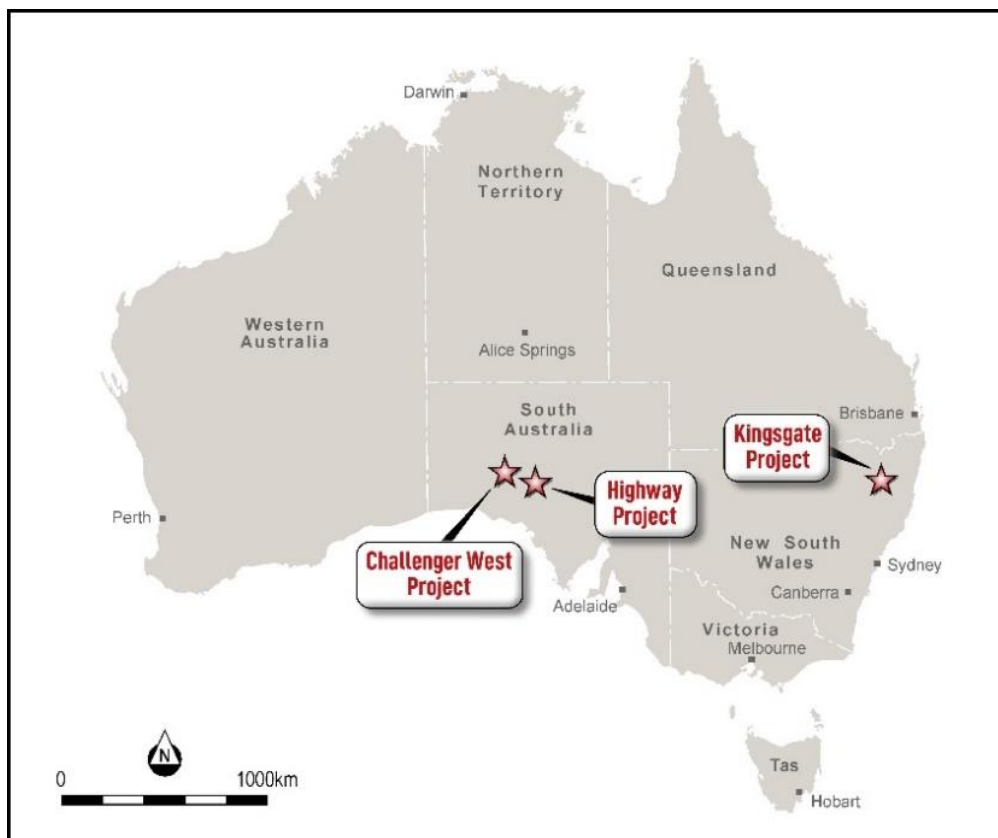 Darwin
Northern
Territory
Queensland
Western
Australia
Alice Springs
South
Australia
Brisbane
Kingsgate
Project
Highway
Project
Perth
Challenger West
Project
New South
Wales
Sydney
Canberra
Adelaide
Victoria
Melbourne
N
0 1000km
Tas
Hobart